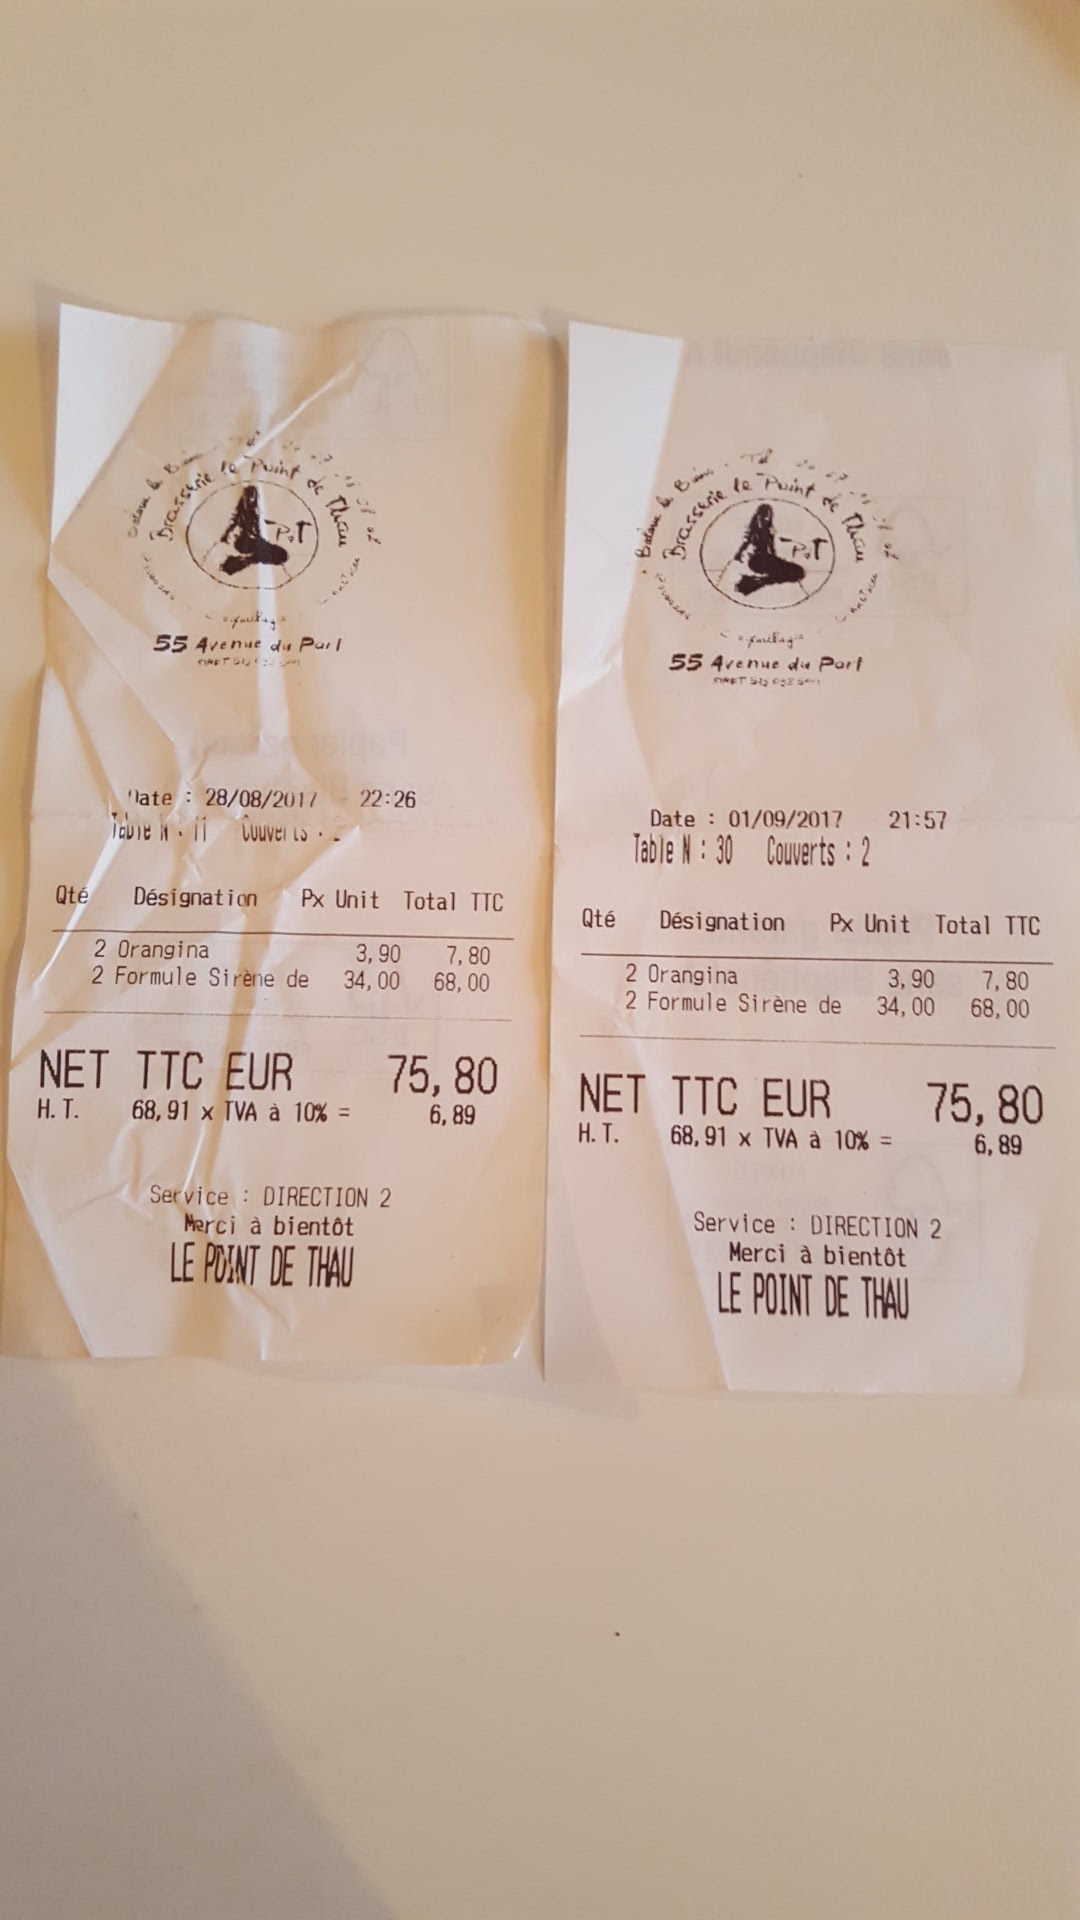 Brasserie le Point de Thau
55 Avenue du Port
Date : 28/08/2017 22:26
Table N : 11 Couverts :
Qté Désignation Px Unit Total TTC
2 Orangina 3,90 7,80
2 Formule Sirène de 34,00 68,00
NET TTC EUR 75,80
H.T. 68,91 x TVA à 10% = 6,89
Service : DIRECTION 2
Merci à bientôt
LE POINT DE THAU
Brasserie le Point de Thau
55 Avenue du Port
Date : 01/09/2017 21:57
Table N : 30 Couverts : 2
Qté Désignation Px Unit Total TTC
2 Orangina 3,90 7,80
2 Formule Sirène de 34,00 68,00
NET TTC EUR 75,80
H.T. 68,91 x TVA à 10% = 6,89
Service : DIRECTION 2
Merci à bientôt
LE POINT DE THAU